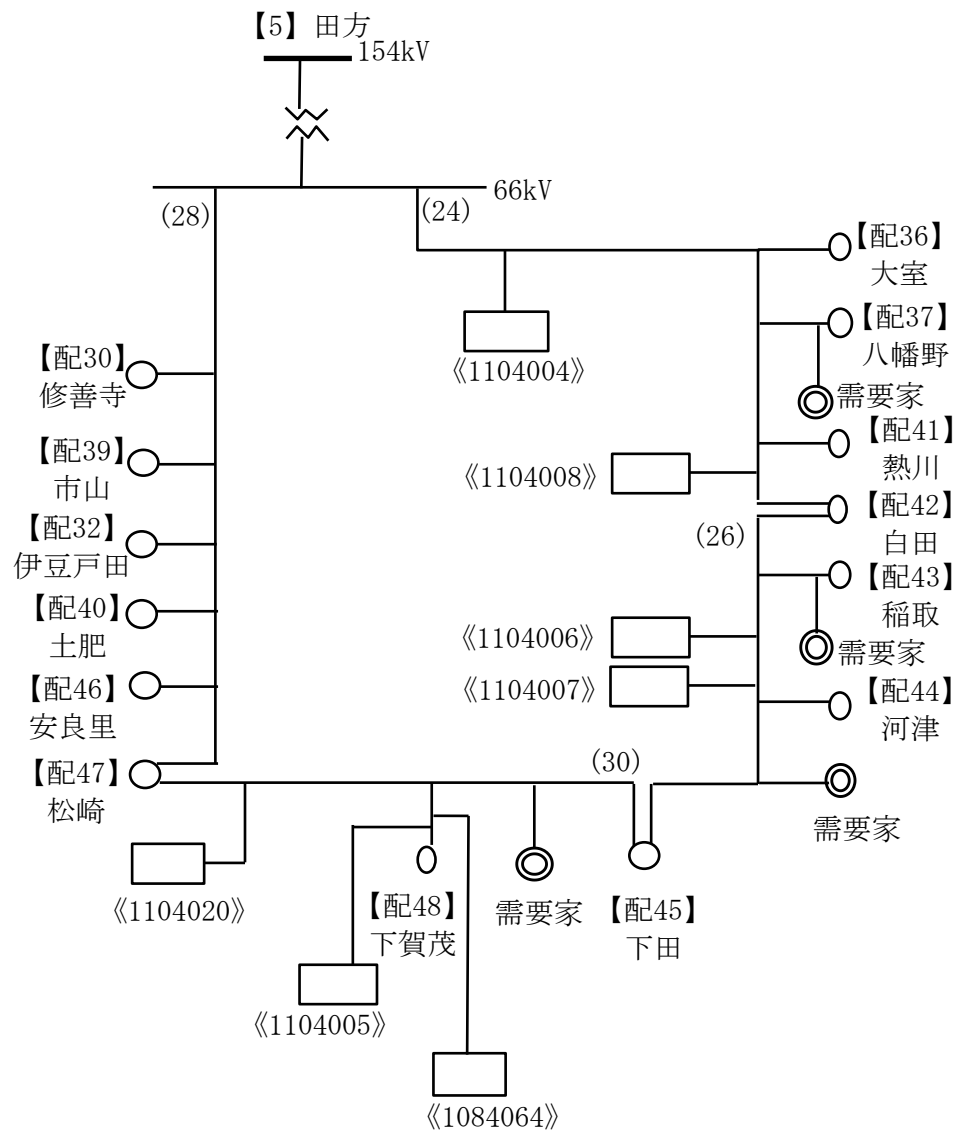 【5】田方
154kV
66kV
(28)
(24)
【配36】
大室
【配37】
八幡野
《1104004》
需要家
【配30】
修善寺
【配41】
熱川
【配39】
市山
《1104008》
【配42】
白田
(26)
【配32】
伊豆戸田
【配43】
稲取
【配40】
土肥
《1104006》
需要家
《1104007》
【配46】
安良里
【配44】
河津
(30)
【配47】
松崎
需要家
《1104020》
【配48】
下賀茂
需要家
【配45】
下田
《1104005》
《1084064》